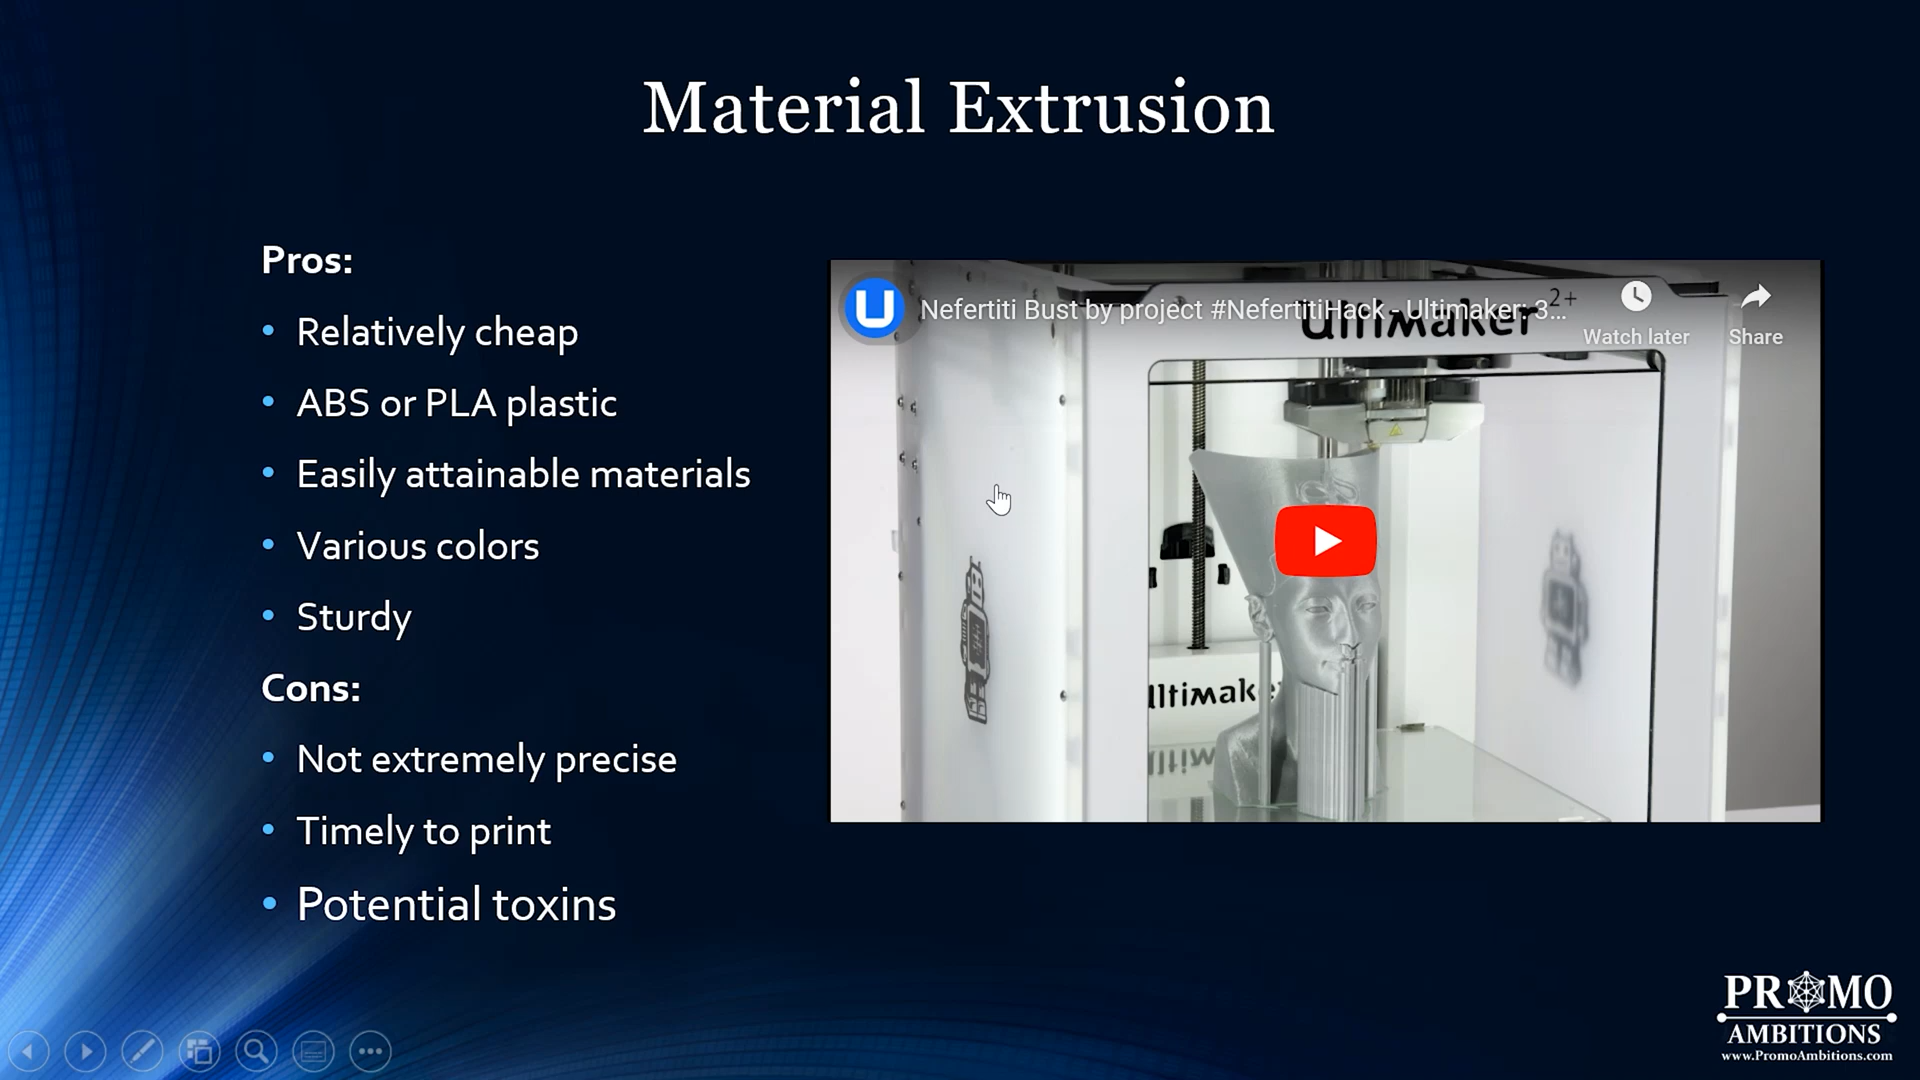 Material Extrusion
Pros:
• Relatively cheap
• ABS or PLA plastic
• Easily attainable materials
• Various colors
• Sturdy
Cons:
• Not extremely precise
• Timely to print
• Potential toxins
U
Nefertiti Bust by project #NefertitiHack - Ultimaker: 3...
Watch later
Share
Ultimaker 2+
Ultimake
PROMO
AMBITIONS
www.PromoAmbitions.com